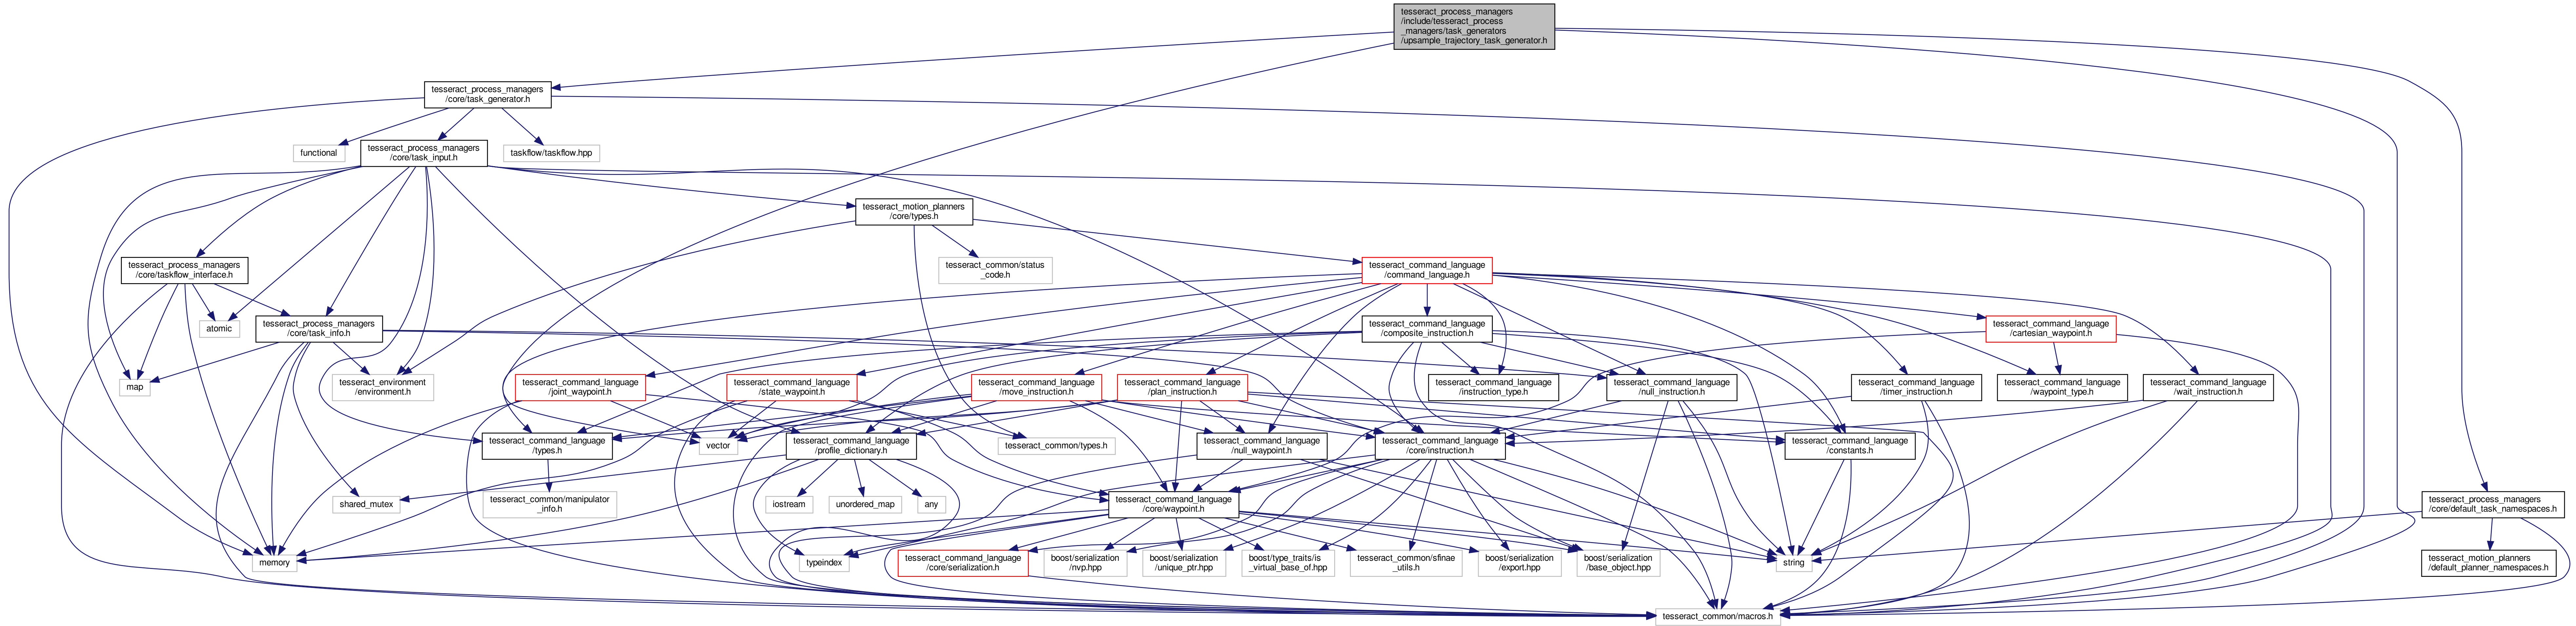 tesseract_process_managers
/include/tesseract_process
_managers/task_generators
/upsample_trajectory_task_generator.h
tesseract_process_managers
/core/task_generator.h
functional
tesseract_process_managers
/core/task_input.h
taskflow/taskflow.hpp
tesseract_motion_planners
/core/types.h
tesseract_process_managers
/core/taskflow_interface.h
tesseract_common/status
_code.h
tesseract_command_language
/command_language.h
atomic
tesseract_process_managers
/core/task_info.h
tesseract_command_language
/composite_instruction.h
tesseract_command_language
/cartesian_waypoint.h
map
tesseract_environment
/environment.h
tesseract_command_language
/joint_waypoint.h
tesseract_command_language
/state_waypoint.h
tesseract_command_language
/move_instruction.h
tesseract_command_language
/plan_instruction.h
tesseract_command_language
/instruction_type.h
tesseract_command_language
/null_instruction.h
tesseract_command_language
/timer_instruction.h
tesseract_command_language
/waypoint_type.h
tesseract_command_language
/wait_instruction.h
tesseract_command_language
/types.h
vector
tesseract_command_language
/profile_dictionary.h
tesseract_common/types.h
tesseract_command_language
/null_waypoint.h
tesseract_command_language
/core/instruction.h
tesseract_command_language
/constants.h
shared_mutex
tesseract_common/manipulator
_info.h
iostream
unordered_map
any
tesseract_command_language
/core/waypoint.h
tesseract_process_managers
/core/default_task_namespaces.h
memory
typeindex
tesseract_command_language
/core/serialization.h
boost/serialization
/nvp.hpp
boost/serialization
/unique_ptr.hpp
boost/type_traits/is
_virtual_base_of.hpp
tesseract_common/sfinae
_utils.h
boost/serialization
/export.hpp
boost/serialization
/base_object.hpp
string
tesseract_motion_planners
/default_planner_namespaces.h
tesseract_common/macros.h